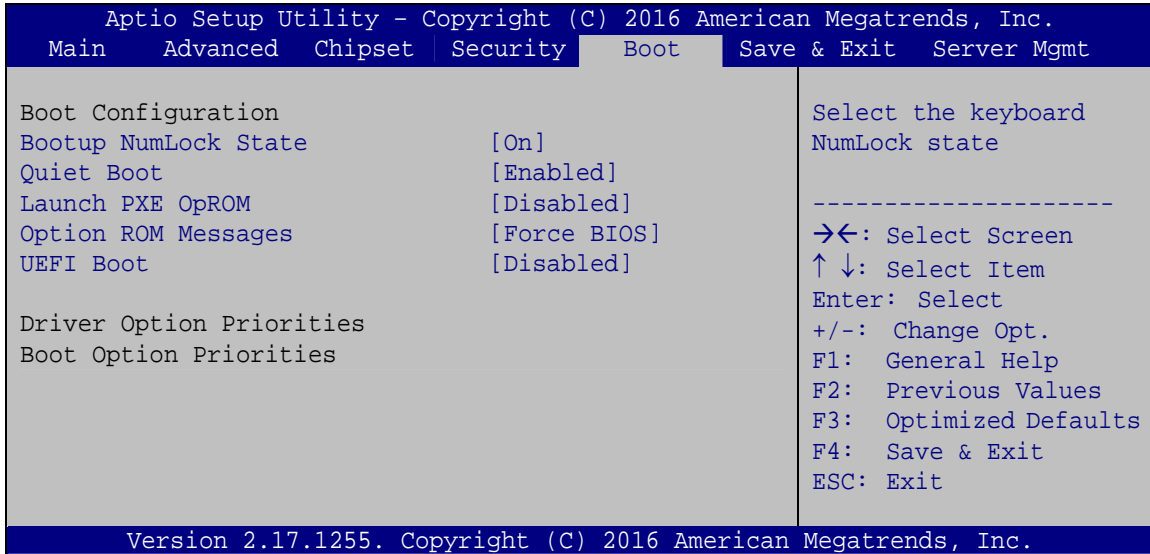 Aptio Setup Utility – Copyright (C) 2016 American Megatrends, Inc.
Main Advanced Chipset Security Boot Save & Exit Server Mgmt
Boot Configuration
Bootup NumLock State [On]
Quiet Boot [Enabled]
Launch PXE OpROM [Disabled]
Option ROM Messages [Force BIOS]
UEFI Boot [Disabled]
Driver Option Priorities
Boot Option Priorities
Select the keyboard
NumLock state
---------------------
→←: Select Screen
↑ ↓: Select Item
Enter: Select
+/-: Change Opt.
F1: General Help
F2: Previous Values
F3: Optimized Defaults
F4: Save & Exit
ESC: Exit
Version 2.17.1255. Copyright (C) 2016 American Megatrends, Inc.